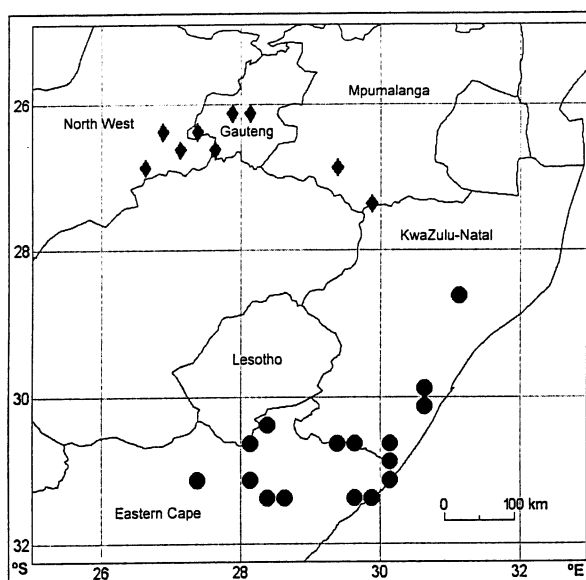 Mpumalanga
26
North West
Gauteng
KwaZulu-Natal
28
Lesotho
30
0 100 km
Eastern Cape
32
°S 26 28 30 32 °E